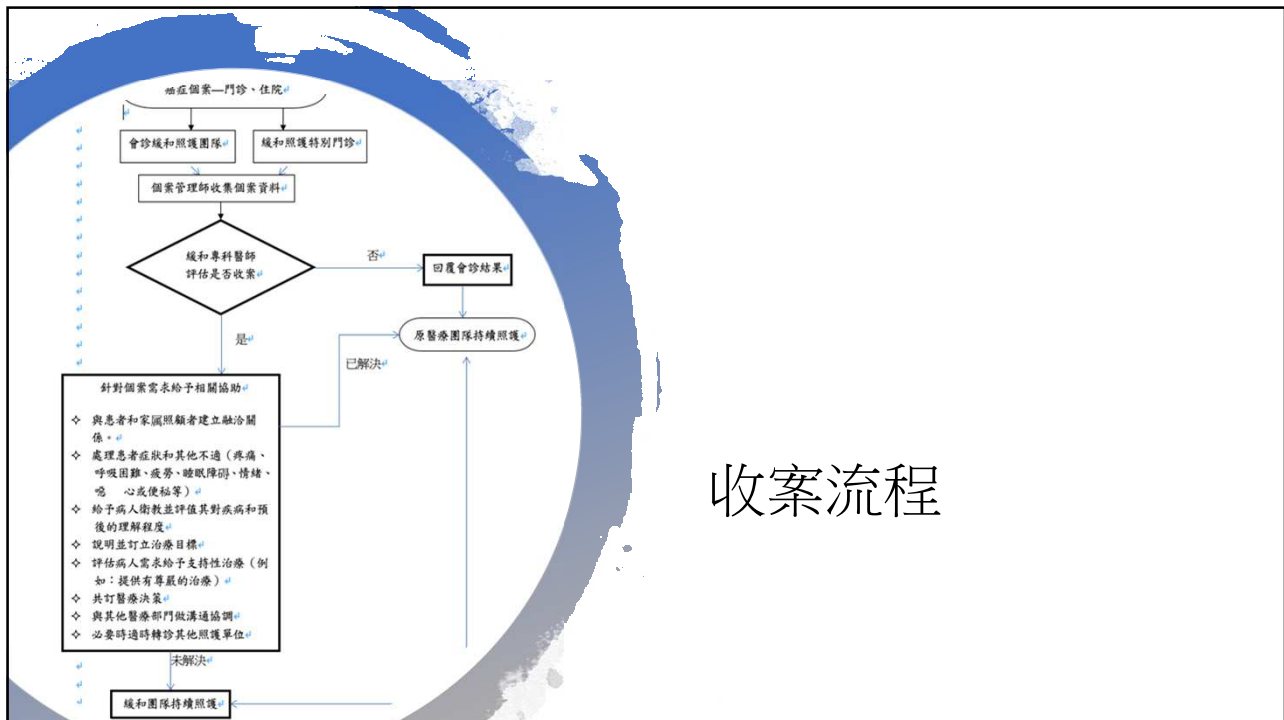 癌症個案—門診、住院
會診緩和照護團隊
緩和照護特別門診
個案管理師收集個案資料
緩和專科醫師
評估是否收案
否
回覆會診結果
是
原醫療團隊持續照護
已解決
針對個案需求給予相關協助
✧ 與患者和家属照顧者建立融洽關
係。
✧ 處理患者症狀和其他不適（疼痛、
呼吸困難、疲勞、睡眠障碍、情緒、
噁 心或便秘等）
✧ 給予病人衛教並評值其對疾病和預
後的理解程度
✧ 說明並訂立治療目標
✧ 評估病人需求給予支持性治療（例
如：提供有尊嚴的治療）
✧ 共訂醫療決策
✧ 與其他醫療部門做溝通協調
✧ 必要時適時轉診其他照護單位
未解決
緩和團隊持續照護
收案流程